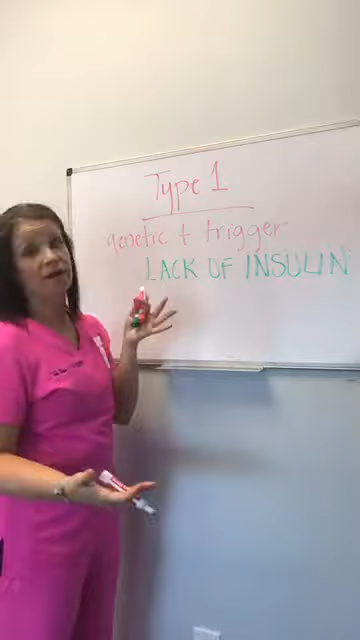 Type 1
genetic + trigger
LACK OF INSULIN